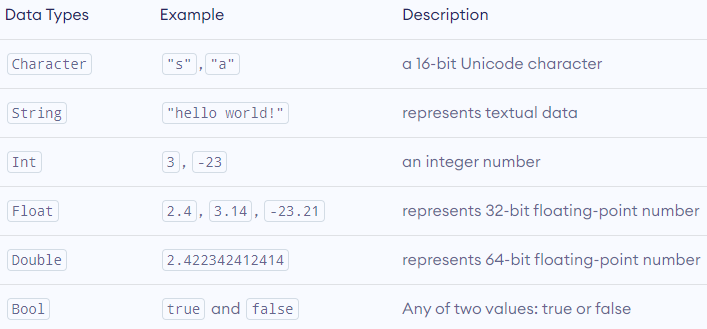 Data Types Example Description
Character "s", "a" a 16-bit Unicode character
String "hello world!" represents textual data
Int 3, -23 an integer number
Float 2.4, 3.14, -23.21 represents 32-bit floating-point number
Double 2.422342412414 represents 64-bit floating-point number
Bool true and false Any of two values: true or false